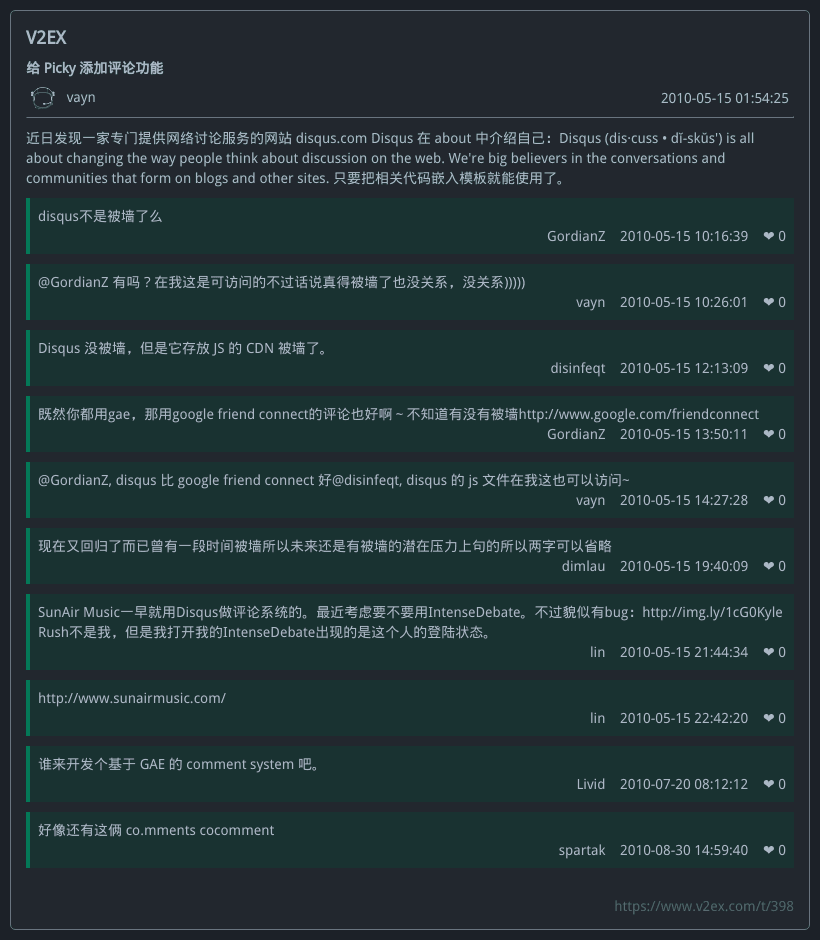 V2EX
给 Picky 添加评论功能
vayn 2010-05-15 01:54:25
近日发现一家专门提供网络讨论服务的网站 disqus.com Disqus 在 about 中介绍自己：Disqus (dis·cuss • dĭ-skŭs') is all
about changing the way people think about discussion on the web. We're big believers in the conversations and
communities that form on blogs and other sites. 只要把相关代码嵌入模板就能使用了。
disqus不是被墙了么
GordianZ 2010-05-15 10:16:39 ❤ 0
@GordianZ 有吗？在我这是可访问的不过话说真得被墙了也没关系，没关系)))))
vayn 2010-05-15 10:26:01 ❤ 0
Disqus 没被墙，但是它存放 JS 的 CDN 被墙了。
disinfeqt 2010-05-15 12:13:09 ❤ 0
既然你都用gae，那用google friend connect的评论也好啊 ~ 不知道有没有被墙http://www.google.com/friendconnect
GordianZ 2010-05-15 13:50:11 ❤ 0
@GordianZ, disqus 比 google friend connect 好@disinfeqt, disqus 的 js 文件在我这也可以访问~
vayn 2010-05-15 14:27:28 ❤ 0
现在又回归了而已曾有一段时间被墙所以未来还是有被墙的潜在压力上句的所以两字可以省略
dimlau 2010-05-15 19:40:09 ❤ 0
SunAir Music一早就用Disqus做评论系统的。最近考虑要不要用IntenseDebate。不过貌似有bug：http://img.ly/1cG0Kyle
Rush不是我，但是我打开我的IntenseDebate出现的是这个人的登陆状态。
lin 2010-05-15 21:44:34 ❤ 0
http://www.sunairmusic.com/
lin 2010-05-15 22:42:20 ❤ 0
谁来开发个基于 GAE 的 comment system 吧。
Livid 2010-07-20 08:12:12 ❤ 0
好像还有这俩 co.mments cocomment
spartak 2010-08-30 14:59:40 ❤ 0
https://www.v2ex.com/t/398